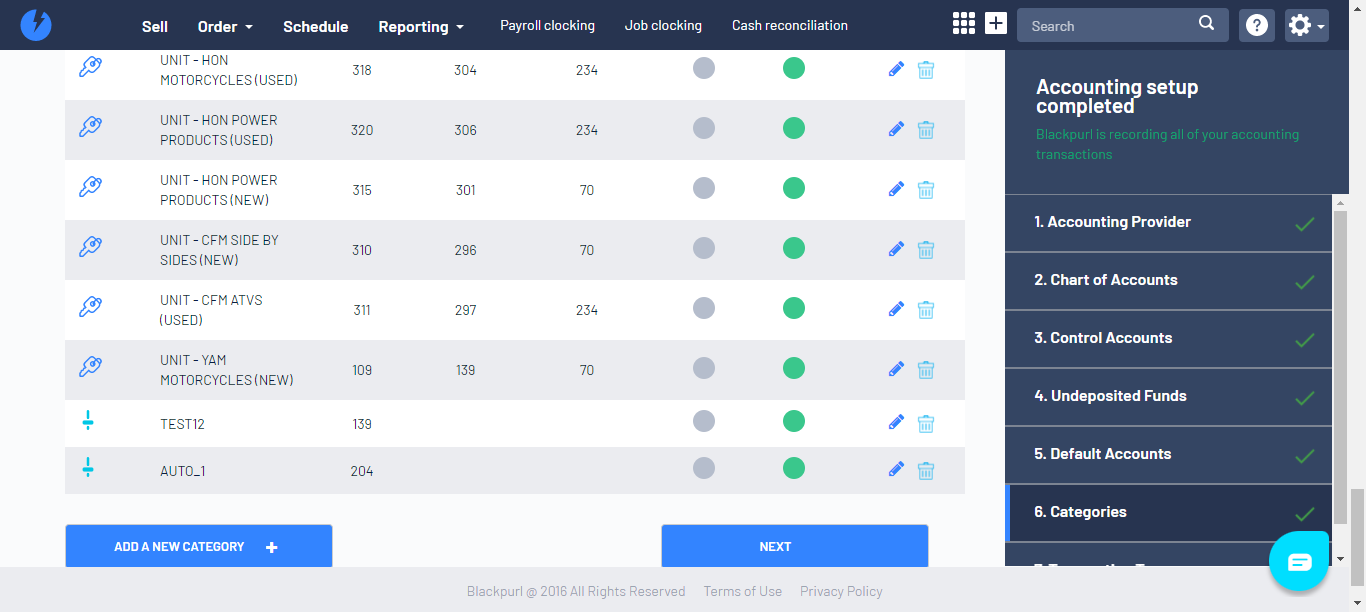 Sell Order Schedule Reporting Payroll clocking Job clocking Cash reconciliation Search
UNIT - HON
MOTORCYCLES (USED) 318 304 234
UNIT - HON POWER
PRODUCTS (USED) 320 306 234
UNIT - HON POWER
PRODUCTS (NEW) 315 301 70
UNIT - CFM SIDE BY
SIDES (NEW) 310 296 70
UNIT - CFM ATVS
(USED) 311 297 234
UNIT - YAM
MOTORCYCLES (NEW) 109 139 70
TEST12 139
AUTO_1 204
ADD A NEW CATEGORY +
NEXT
Accounting setup
completed
Blackpurl is recording all of your accounting
transactions
1. Accounting Provider
2. Chart of Accounts
3. Control Accounts
4. Undeposited Funds
5. Default Accounts
6. Categories
Blackpurl @ 2016 All Rights Reserved Terms of Use Privacy Policy